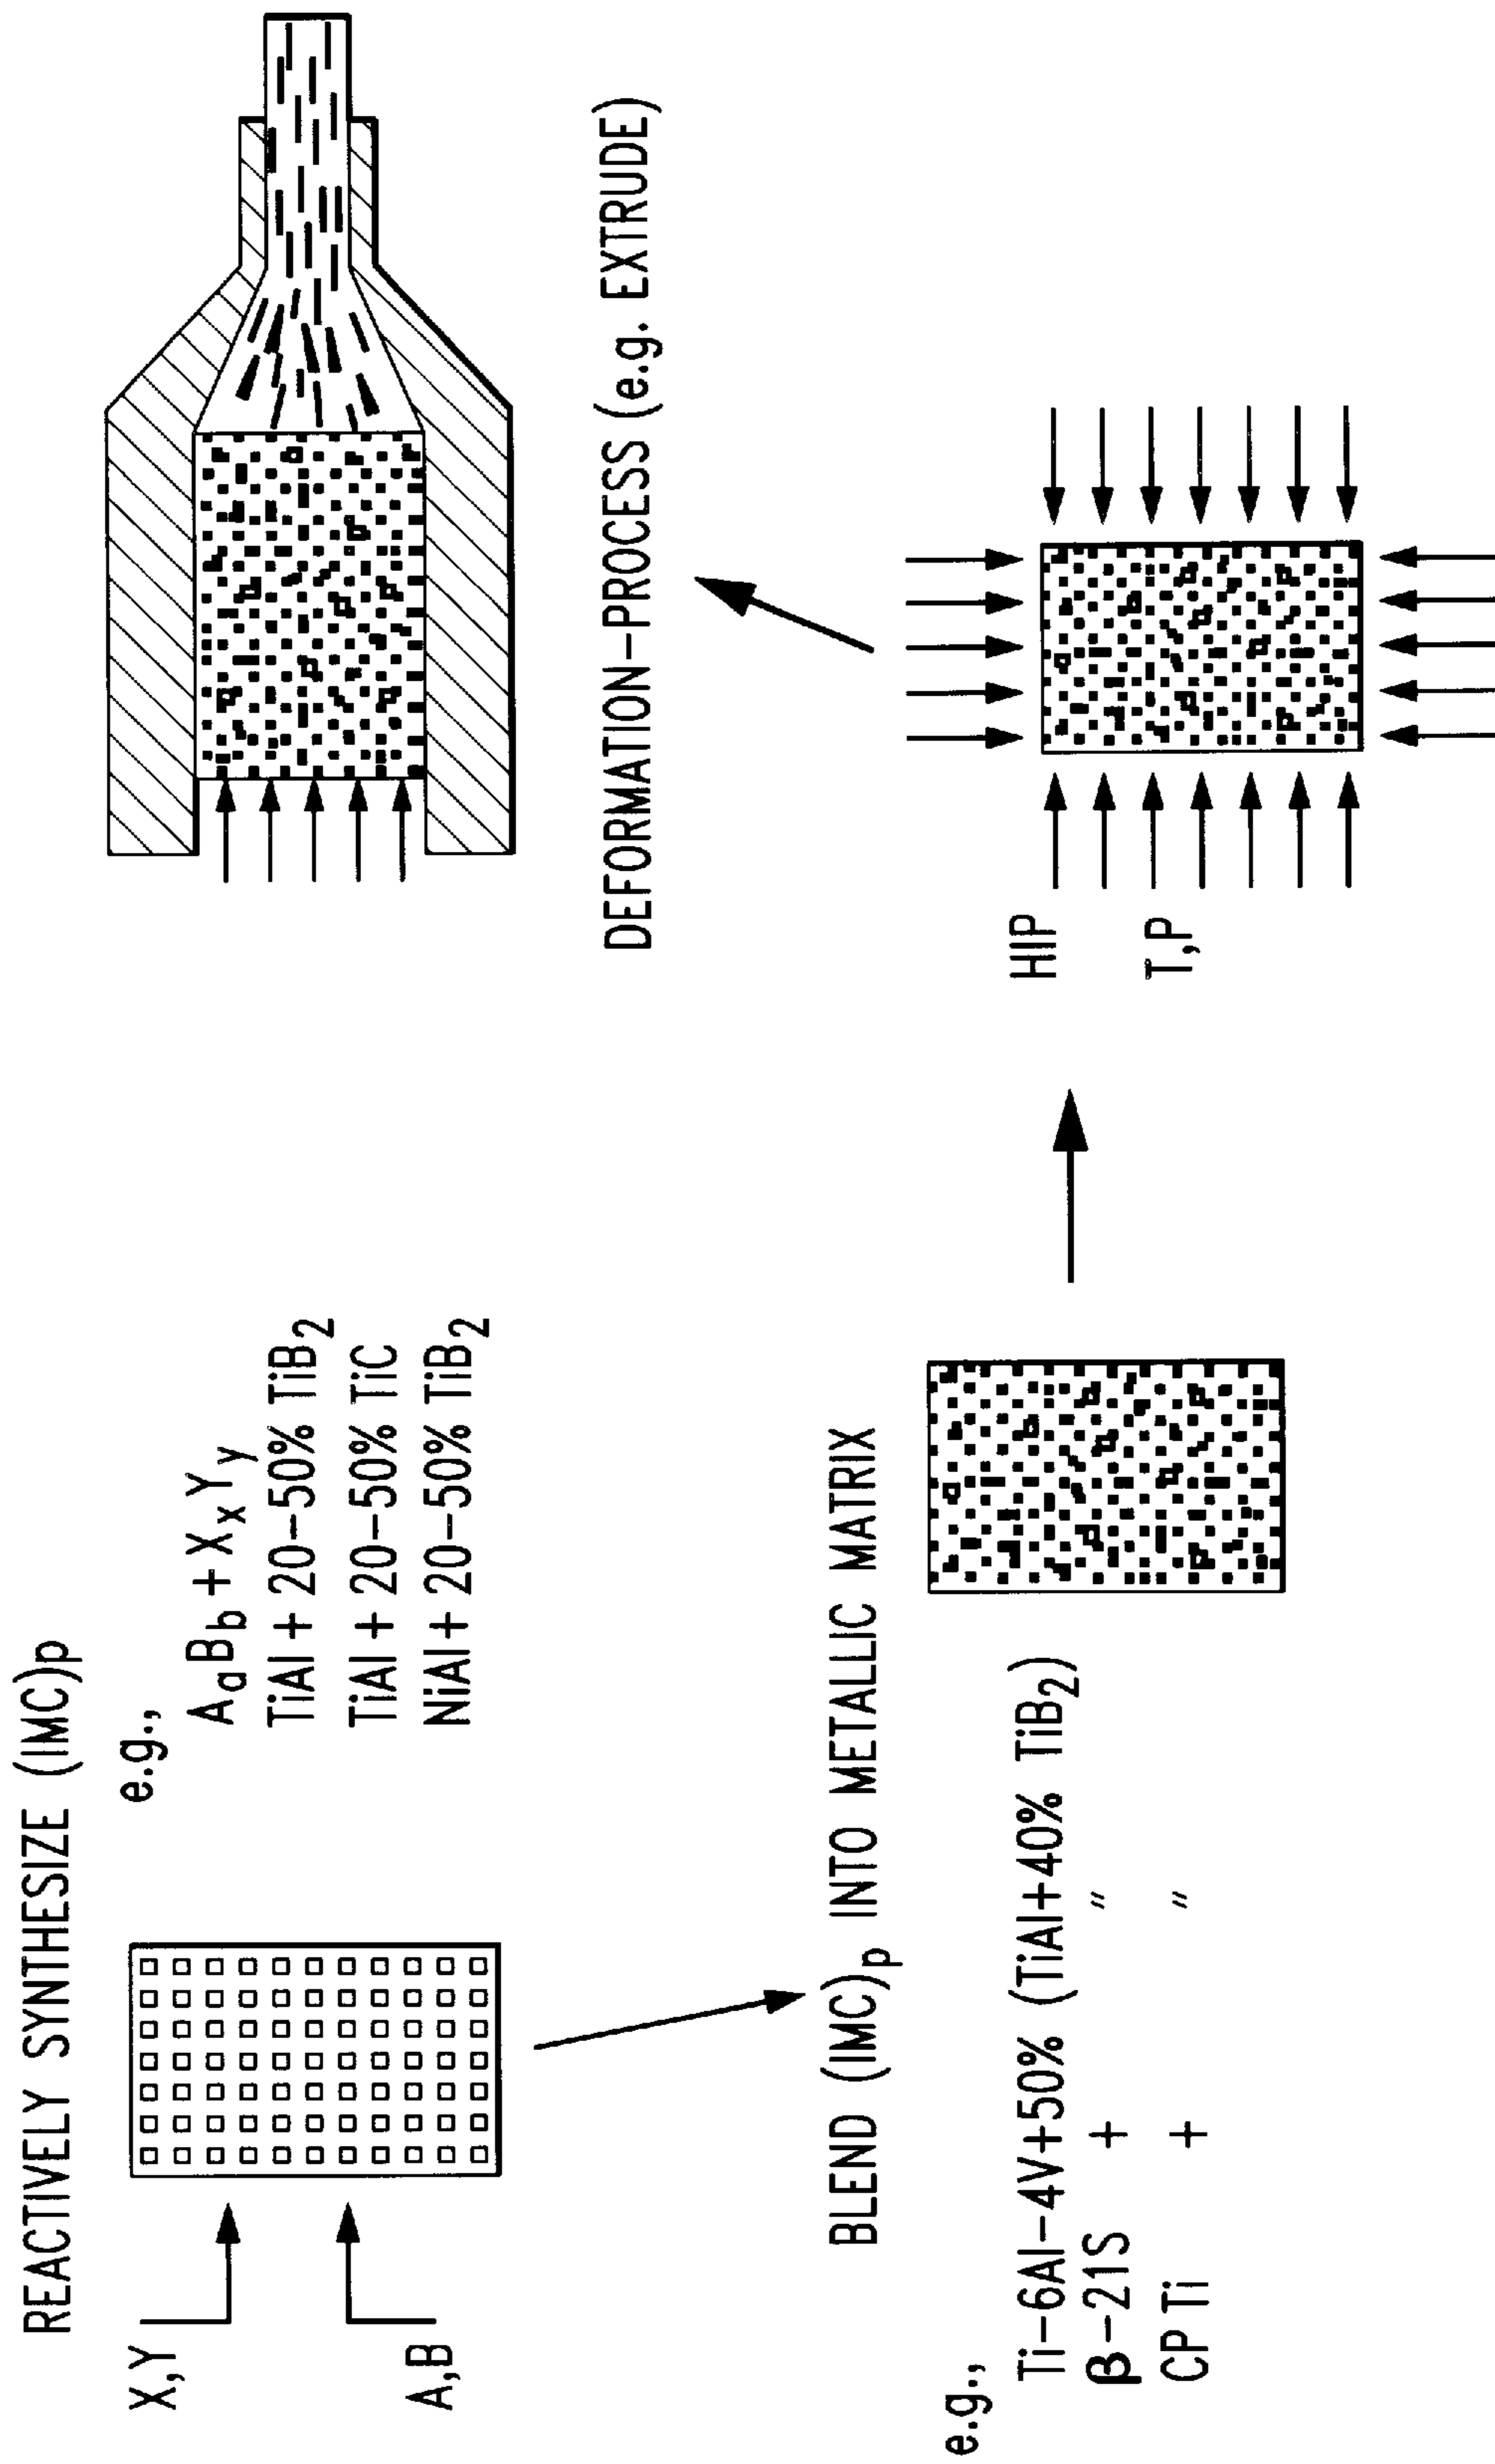 REACTIVELY SYNTHESIZE (IMC)p
e.g.,
X,Y
A,B
AaBb + XxYy
TiAl + 20-50% TiB2
TiAl + 20-50% TiC
NiAl + 20-50% TiB2
BLEND (IMC)p INTO METALLIC MATRIX
e.g.,
Ti-6Al-4V+50% (TiAl+40% TiB2)
β-21S + "
CP Ti + "
HIP
T,P
DEFORMATION-PROCESS (e.g. EXTRUDE)